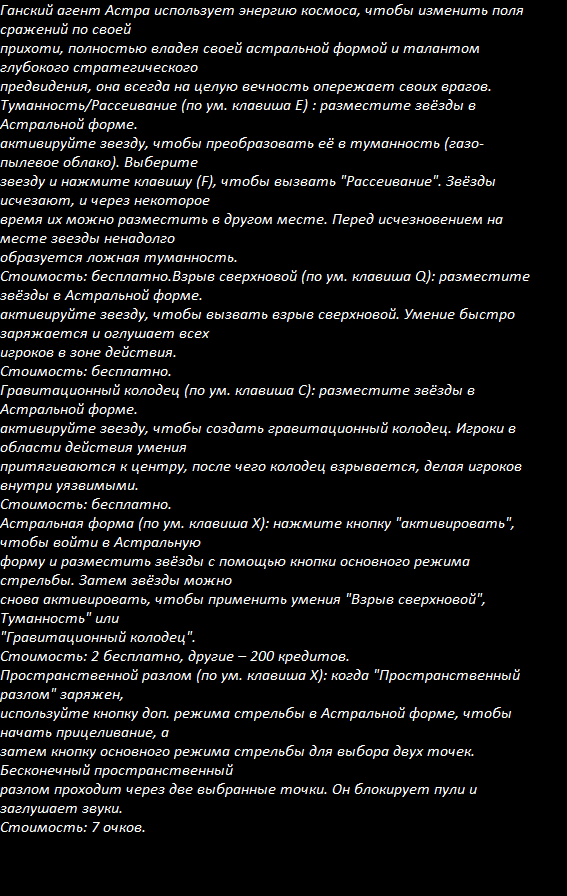 Ганский агент Астра использует энергию космоса, чтобы изменить поля
сражений по своей
прихоти, полностью владея своей астральной формой и талантом
глубокого стратегического
предвидения, она всегда на целую вечность опережает своих врагов.
Туманность/Рассеивание (по ум. клавиша E) : разместите звёзды в
Астральной форме.
активируйте звезду, чтобы преобразовать её в туманность (газо-
пылевое облако). Выберите
звезду и нажмите клавишу (F), чтобы вызвать "Рассеивание". Звёзды
исчезают, и через некоторое
время их можно разместить в другом месте. Перед исчезновением на
месте звезды ненадолго
образуется ложная туманность.
Стоимость: бесплатно.Взрыв сверхновой (по ум. клавиша Q): разместите
звёзды в Астральной форме.
активируйте звезду, чтобы вызвать взрыв сверхновой. Умение быстро
заряжается и оглушает всех
игроков в зоне действия.
Стоимость: бесплатно.
Гравитационный колодец (по ум. клавиша C): разместите звёзды в
Астральной форме.
активируйте звезду, чтобы создать гравитационный колодец. Игроки в
области действия умения
притягиваются к центру, после чего колодец взрывается, делая игроков
внутри уязвимыми.
Стоимость: бесплатно.
Астральная форма (по ум. клавиша X): нажмите кнопку "активировать",
чтобы войти в Астральную
форму и разместить звёзды с помощью кнопки основного режима
стрельбы. Затем звёзды можно
снова активировать, чтобы применить умения "Взрыв сверхновой",
Туманность" или
"Гравитационный колодец".
Стоимость: 2 бесплатно, другие – 200 кредитов.
Пространственной разлом (по ум. клавиша X): когда "Пространственный
разлом" заряжен,
используйте кнопку доп. режима стрельбы в Астральной форме, чтобы
начать прицеливание, а
затем кнопку основного режима стрельбы для выбора двух точек.
Бесконечный пространственный
разлом проходит через две выбранные точки. Он блокирует пули и
заглушает звуки.
Стоимость: 7 очков.